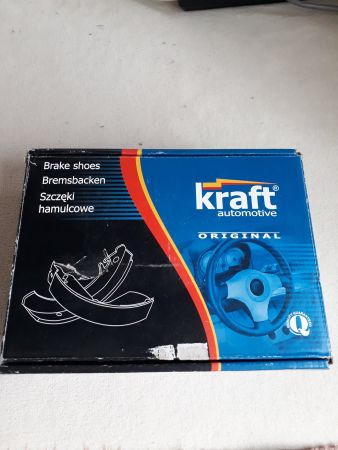 Brake shoes
Bremsbacken
Szczęki
hamulcowe
kraft®
automotive
ORIGINAL
Q